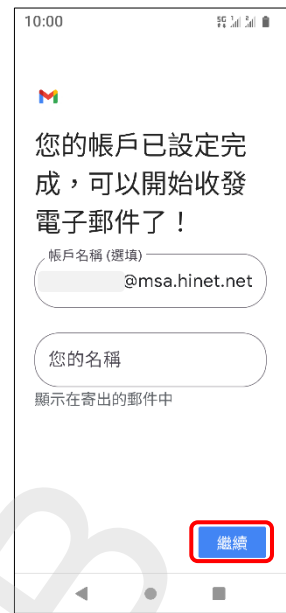 10:00
您的帳戶已設定完
成，可以開始收發
電子郵件了！
帳戶名稱 (選填)
@msa.hinet.net
您的名稱
顯示在寄出的郵件中
繼續